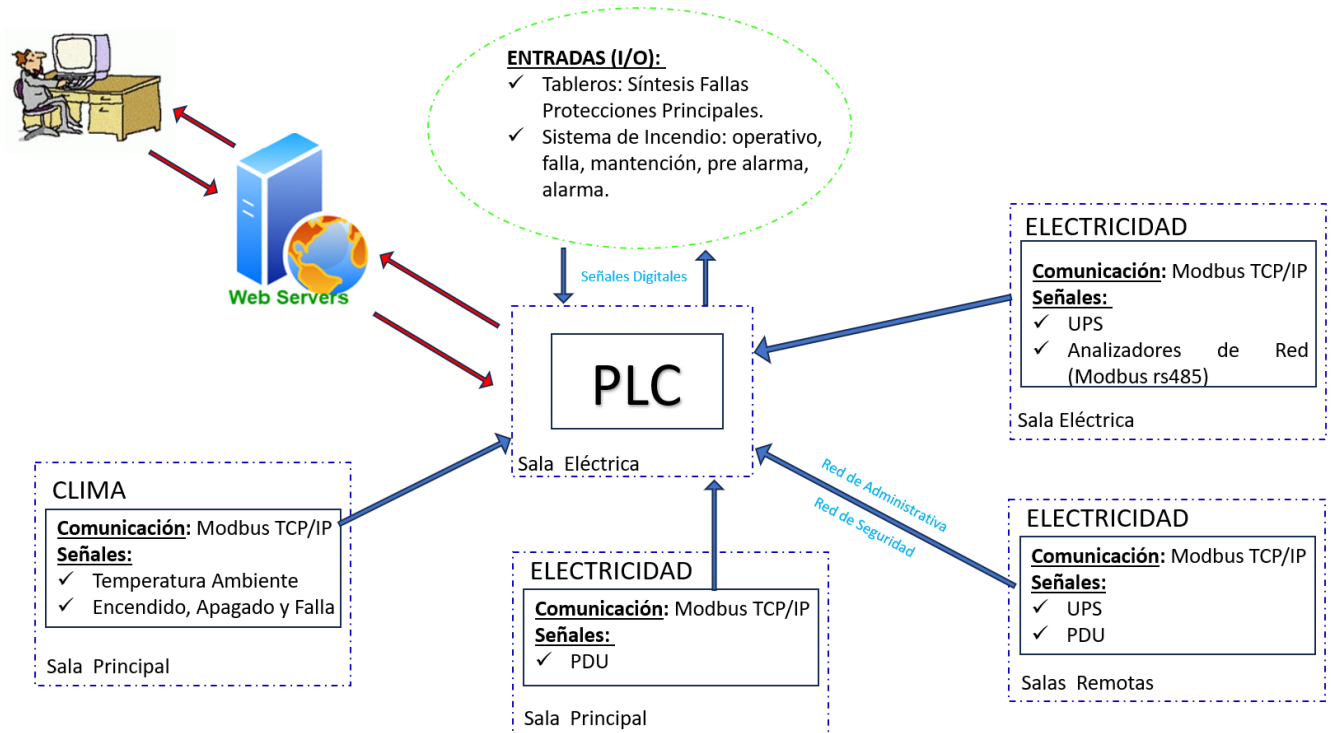 ENTRADAS (I/O):
✓ Tableros: Síntesis Fallas
Protecciones Principales.
✓ Sistema de Incendio: operativo,
falla, mantención, pre alarma,
alarma.
Web Servers
Señales Digitales
PLC
Sala Eléctrica
ELECTRICIDAD
Comunicación: Modbus TCP/IP
Señales:
✓ UPS
✓ Analizadores de Red
(Modbus rs485)
Sala Eléctrica
Red de Administrativa
Red de Seguridad
CLIMA
Comunicación: Modbus TCP/IP
Señales:
✓ Temperatura Ambiente
✓ Encendido, Apagado y Falla
Sala Principal
ELECTRICIDAD
Comunicación: Modbus TCP/IP
Señales:
✓ PDU
Sala Principal
ELECTRICIDAD
Comunicación: Modbus TCP/IP
Señales:
✓ UPS
✓ PDU
Salas Remotas